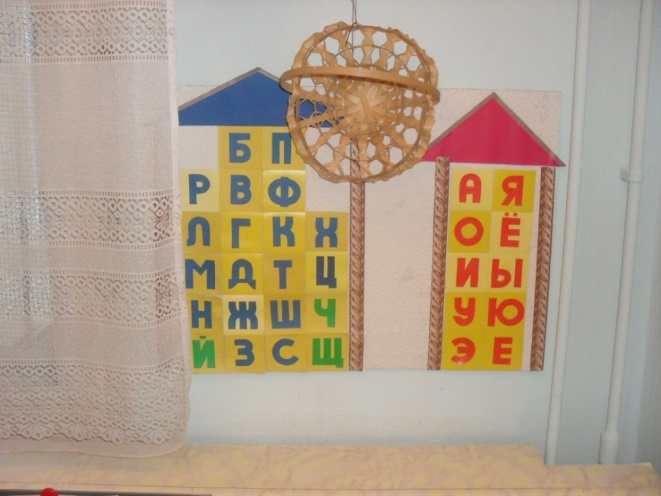 Б П
Р В Ф
Л Г К Х
М Д Т Ц
Н Ж Ш Ч
Й З С Щ
А Я
О Ё
И Ы
У Ю
Э Е